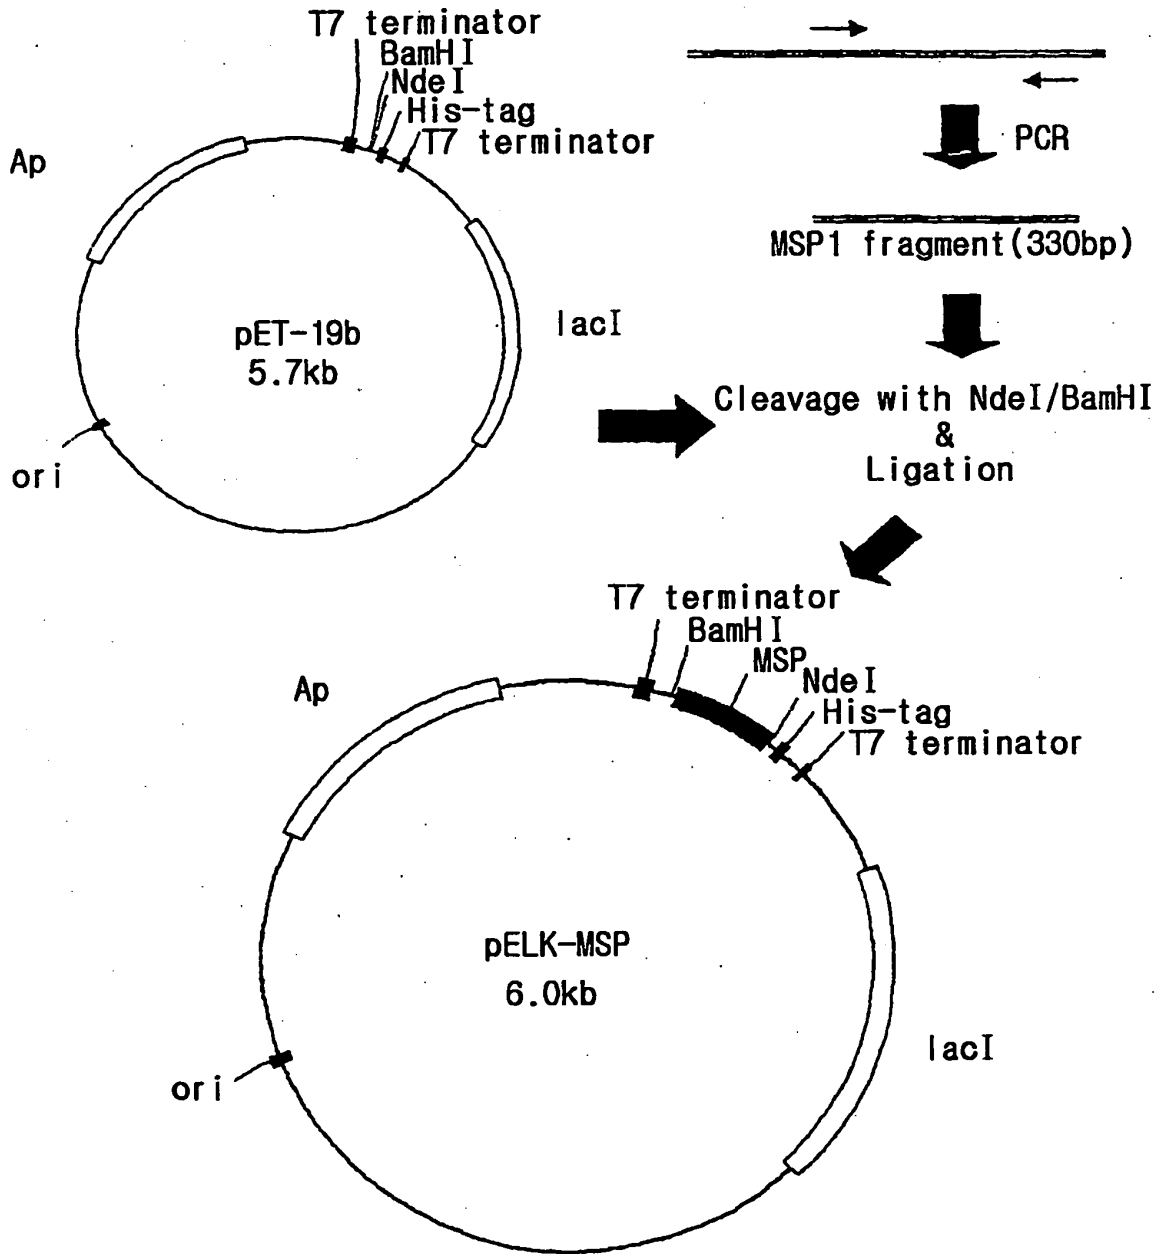 T7 terminator
BamHI
NdeI
His-tag
T7 terminator
Ap
pET-19b
5.7kb
lacI
ori
PCR
MSP1 fragment(330bp)
Cleavage with NdeI/BamHI
&
Ligation
T7 terminator
BamHI
MSP
NdeI
His-tag
T7 terminator
Ap
pELK-MSP
6.0kb
lacI
ori